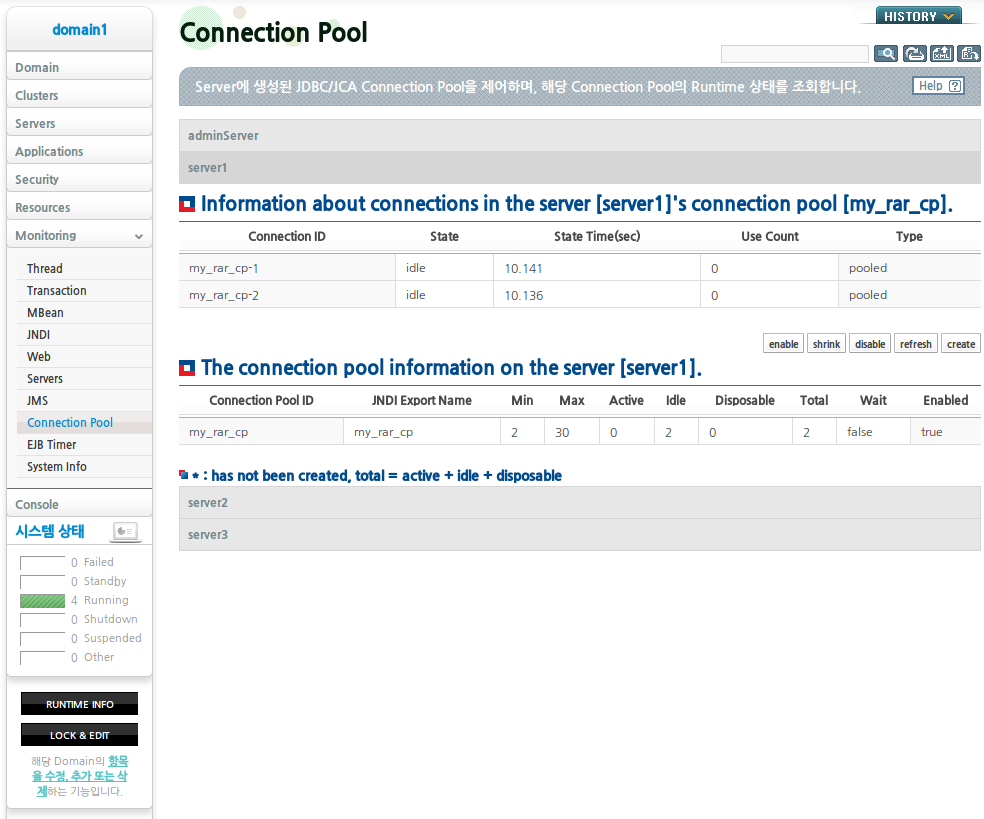 domain1
Domain
Clusters
Servers
Applications
Security
Resources
Monitoring
Thread
Transaction
MBean
JNDI
Web
Servers
JMS
Connection Pool
EJB Timer
System Info
Console
시스템 상태
0 Failed
0 Standby
4 Running
0 Shutdown
0 Suspended
0 Other
RUNTIME INFO
LOCK & EDIT
해당 Domain의 항목
을 수정, 추가 또는 삭
제하는 기능입니다.
Connection Pool
HISTORY
XML
Server에 생성된 JDBC/JCA Connection Pool을 제어하며, 해당 Connection Pool의 Runtime 상태를 조회합니다.
Help ?
adminServer
server1
Information about connections in the server [server1]'s connection pool [my_rar_cp].
Connection ID State State Time(sec) Use Count Type
my_rar_cp-1 idle 10.141 0 pooled
my_rar_cp-2 idle 10.136 0 pooled
enable shrink disable refresh create
The connection pool information on the server [server1].
Connection Pool ID JNDI Export Name Min Max Active Idle Disposable Total Wait Enabled
my_rar_cp my_rar_cp 2 30 0 2 0 2 false true
* : has not been created, total = active + idle + disposable
server2
server3